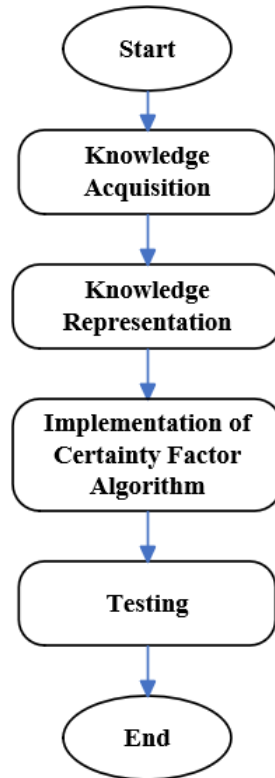 Start
Knowledge
Acquisition
Knowledge
Representation
Implementation of
Certainty Factor
Algorithm
Testing
End